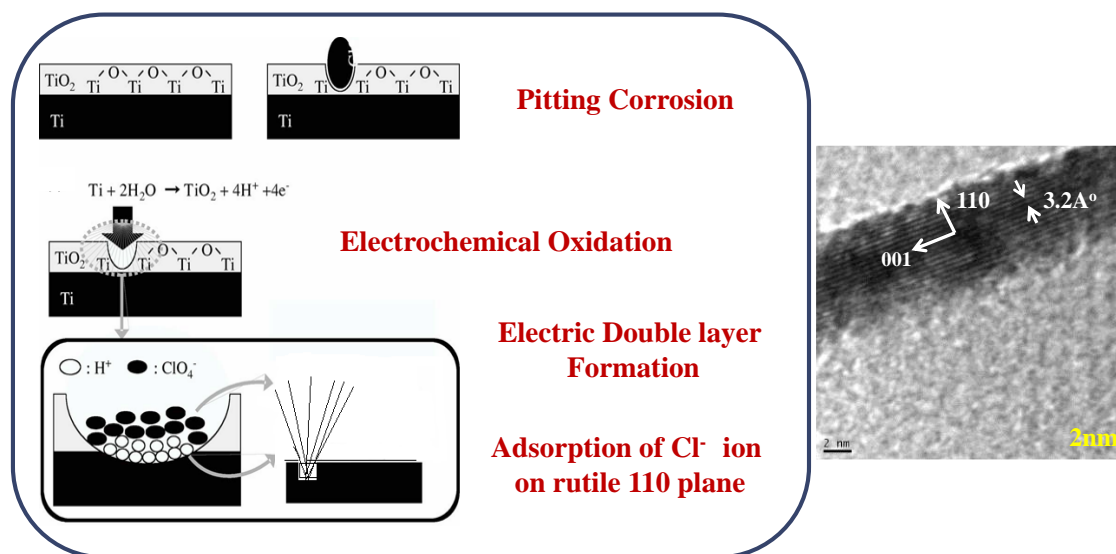 TiO2 Ti O Ti O Ti O Ti
Ti
TiO2 Ti O Ti O Ti
Pitting Corrosion
Ti + 2H2O → TiO2 + 4H+ +4e-
TiO2 Ti Ti O Ti O Ti
Ti
Electrochemical Oxidation
Electric Double layer
Formation
: H+ : ClO4-
Adsorption of Cl- ion
on rutile 110 plane
110
3.2Ao
001
2 nm
2nm